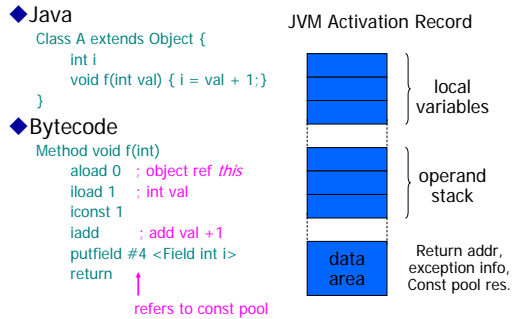 ◆Java
Class A extends Object {
int i
void f(int val) { i = val + 1;}
}
◆Bytecode
Method void f(int)
aload 0 ; object ref this
iload 1 ; int val
iconst 1
iadd ; add val +1
putfield #4 <Field int i>
return
refers to const pool
JVM Activation Record
local
variables
operand
stack
data
area
Return addr,
exception info,
Const pool res.